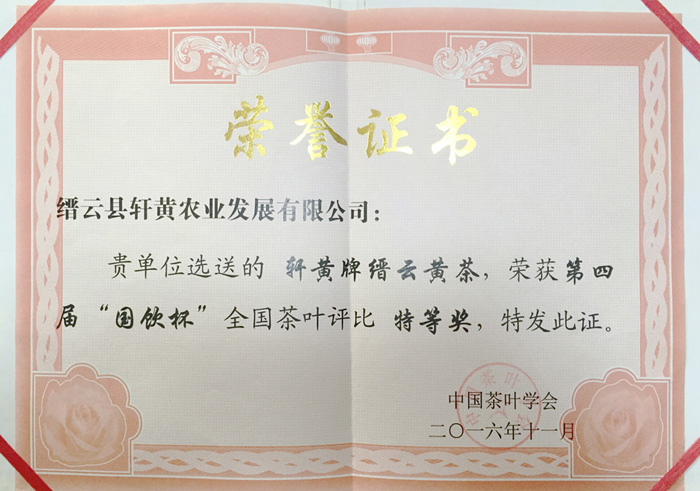 荣誉证书
缙云县轩黄农业发展有限公司：
贵单位选送的 轩黄牌缙云黄茶，荣获第四
届“国饮杯”全国茶叶评比 特等奖，特发此证。
中国茶叶学会
二〇一六年十一月